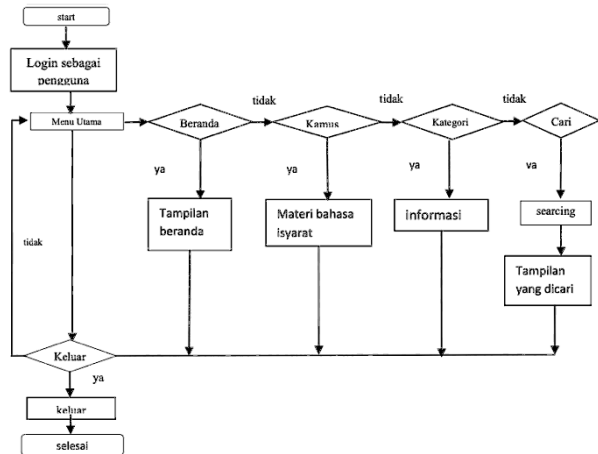 start
Login sebagai
pengguna
tidak
tidak
tidak
Menu Utama
Beranda
Kamus
Kategori
Cari
ya
ya
ya
va
Tampilan
beranda
Materi bahasa
isyarat
informasi
searcing
tidak
Tampilan
yang dicari
Keluar
ya
keluar
selesai